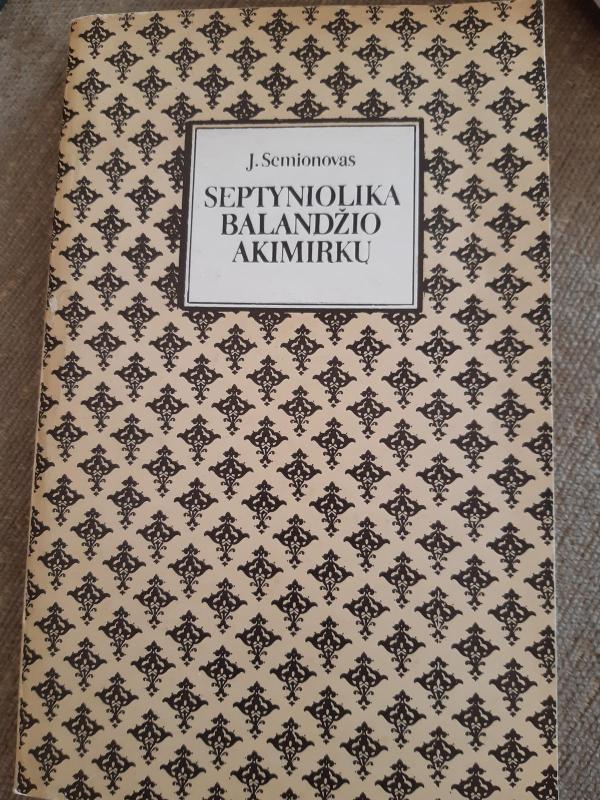 J. Semionovas
SEPTYNIOLIKA
BALANDŽIO
AKIMIRKŲ